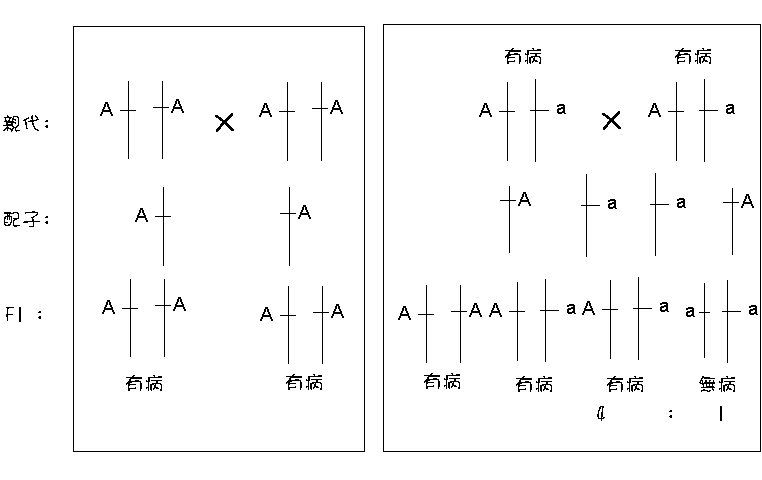 有病 有病
親代: A A × A A A a × A a
配子: A A A a a A
F1 : A A A A A A A a A a a a
有病 有病 有病 有病 有病 無病
4 : 1